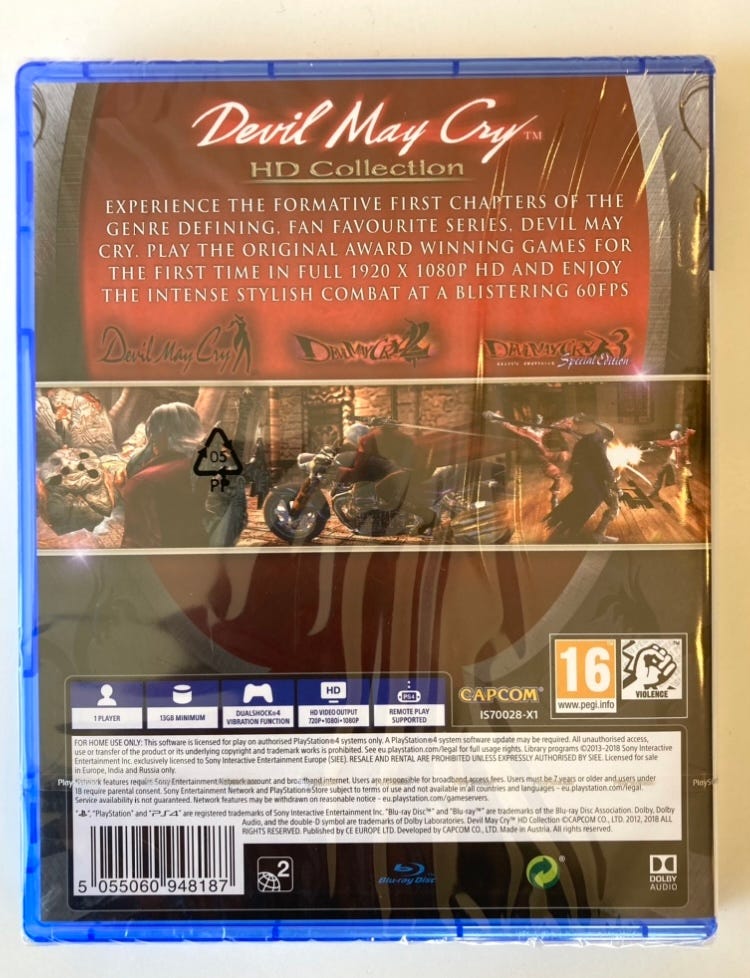 Devil May Cry™
HD Collection
EXPERIENCE THE FORMATIVE FIRST CHAPTERS OF THE
GENRE DEFINING, FAN FAVOURITE SERIES, DEVIL MAY
CRY. PLAY THE ORIGINAL AWARD WINNING GAMES FOR
THE FIRST TIME IN FULL 1920 X 1080P HD AND ENJOY
THE INTENSE STYLISH COMBAT AT A BLISTERING 60FPS
Devil May Cry
DEVIL MAY CRY 2
DEVIL MAY CRY 3
Special Edition
05
PP
16
www.pegi.info
VIOLENCE
CAPCOM®
IS70028-X1
1 PLAYER
13GB MINIMUM
DUALSHOCK®4
VIBRATION FUNCTION
HD
HD VIDEO OUTPUT
720P•1080i•1080P
PS4
REMOTE PLAY
SUPPORTED
FOR HOME USE ONLY: This software is licensed for play on authorised PlayStation®4 systems only. A PlayStation®4 system software update may be required. All unauthorised access,
use or transfer of the product or its underlying copyright and trademark works is prohibited. See eu.playstation.com/legal for full usage rights. Library programs ©2013-2018 Sony Interactive
Entertainment Inc. exclusively licensed to Sony Interactive Entertainment Europe (SIEE). RESALE AND RENTAL ARE PROHIBITED UNLESS EXPRESSLY AUTHORISED BY SIEE. Licensed for sale
in Europe, India and Russia only.
Network features require Sony Entertainment Network account and broadband internet. Users are responsible for broadband access fees. Users must be 7 years or older and users under
18 require parental consent. Sony Entertainment Network and PlayStation®Store subject to terms of use and not available in all countries and languages - eu.playstation.com/legal.
Service availability is not guaranteed. Network features may be withdrawn on reasonable notice - eu.playstation.com/gameservers.
"PlayStation" and "PS4" are registered trademarks of Sony Interactive Entertainment Inc. "Blu-ray Disc™" and "Blu-ray™" are trademarks of the Blu-ray Disc Association. Dolby, Dolby
Audio, and the double-D symbol are trademarks of Dolby Laboratories. Devil May Cry™ HD Collection ©CAPCOM CO., LTD. 2012, 2018 ALL
RIGHTS RESERVED. Published by CE EUROPE LTD. Developed by CAPCOM CO., LTD. Made in Austria. All rights reserved.
5 055060 948187
2
Blu-ray Disc™
®
DOLBY
AUDIO